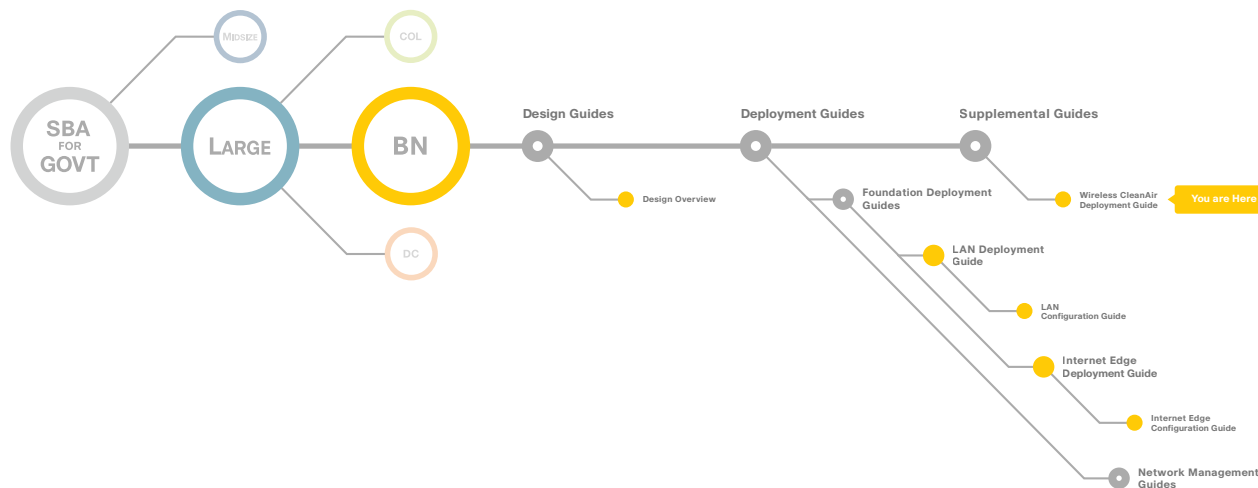 MIDSIZE
COL
SBA
FOR
GOVT
LARGE
BN
DC
Design Guides
Design Overview
Deployment Guides
Foundation Deployment
Guides
LAN Deployment
Guide
LAN
Configuration Guide
Internet Edge
Deployment Guide
Internet Edge
Configuration Guide
Network Management
Guides
Supplemental Guides
Wireless CleanAir
Deployment Guide
You are Here